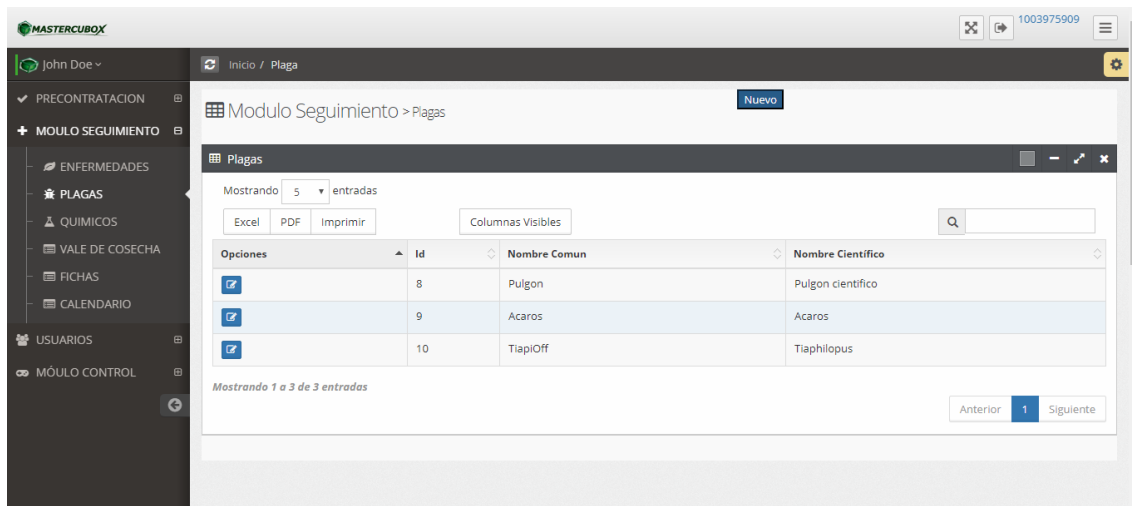 MASTERCUBOX
1003975909
John Doe
Inicio / Plaga
PRECONTRATACION
MOULO SEGUIMIENTO
ENFERMEDADES
PLAGAS
QUIMICOS
VALE DE COSECHA
FICHAS
CALENDARIO
USUARIOS
MÓULO CONTROL
Modulo Seguimiento > Plagas
Nuevo
Plagas
Mostrando 5 entradas
Excel PDF Imprimir Columnas Visibles
Opciones Id Nombre Comun Nombre Científico
8 Pulgon Pulgon cientifico
9 Acaros Acaros
10 TiapiOff Tiaphilopus
Mostrando 1 a 3 de 3 entradas
Anterior 1 Siguiente